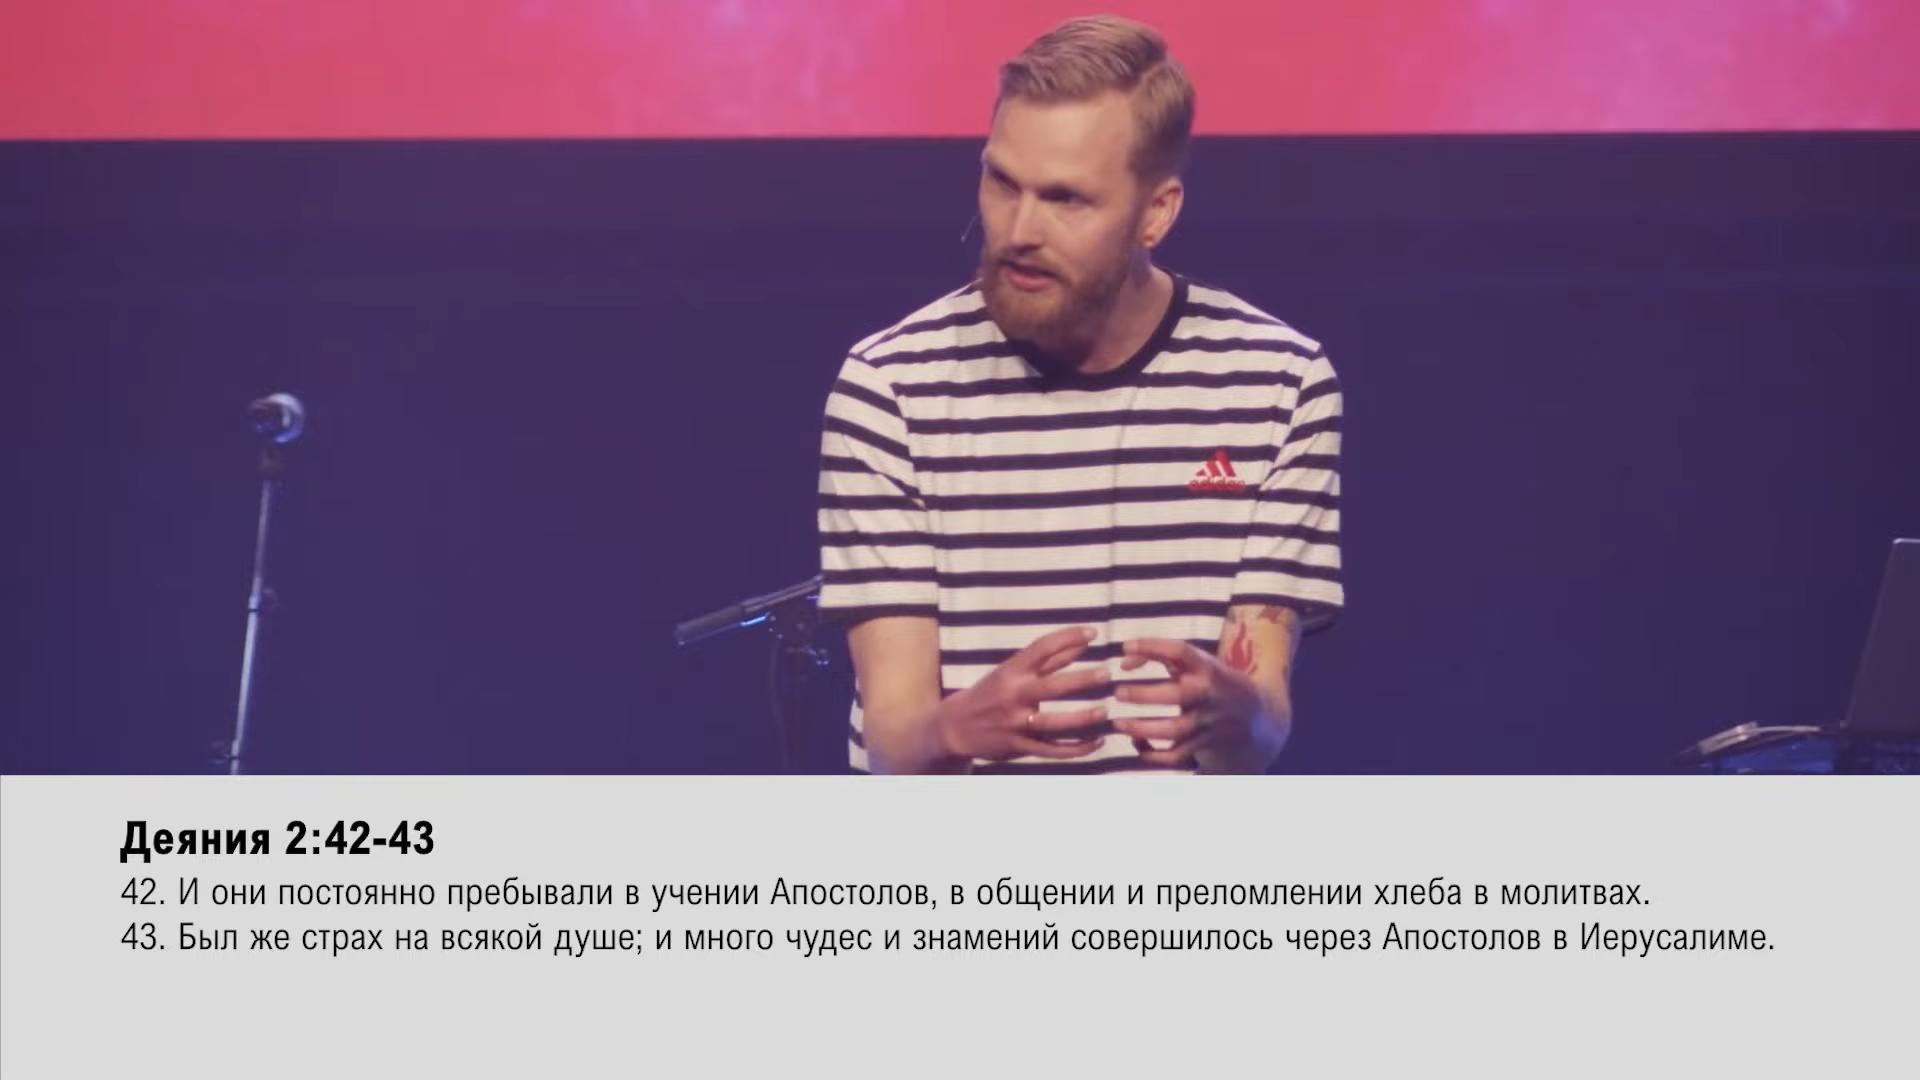 adidas
Деяния 2:42-43
42. И они постоянно пребывали в учении Апостолов, в общении и преломлении хлеба в молитвах.
43. Был же страх на всякой душе; и много чудес и знамений совершилось через Апостолов в Иерусалиме.